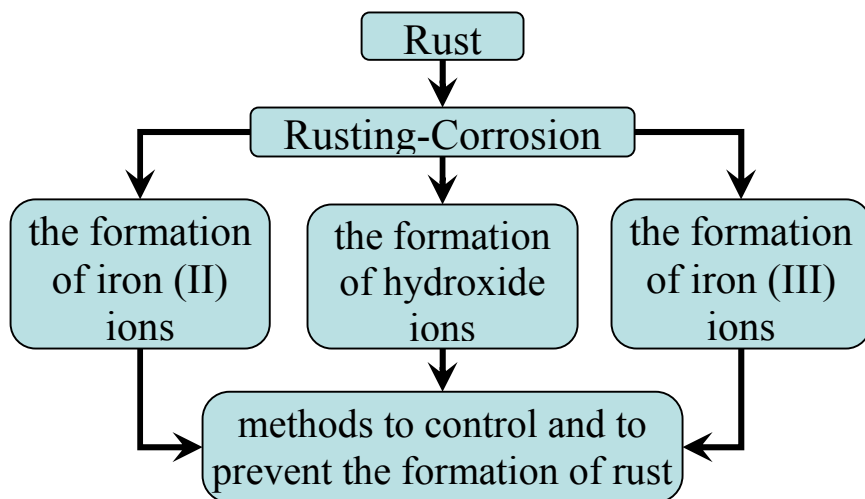 Rust
Rusting-Corrosion
the formation
of iron (II)
ions
the formation
of hydroxide
ions
the formation
of iron (III)
ions
methods to control and to
prevent the formation of rust